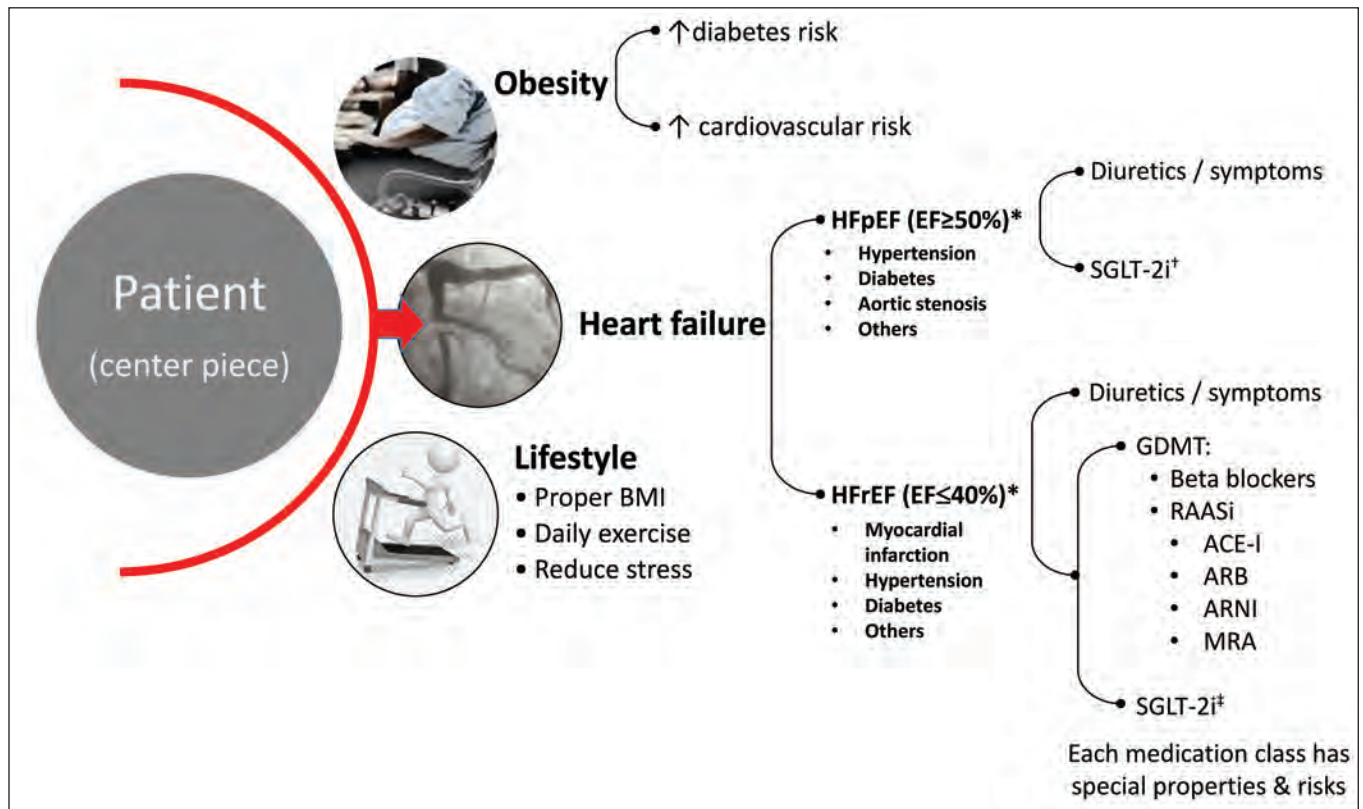 Patient
(center piece)
Obesity
↑diabetes risk
↑ cardiovascular risk
Heart failure
HFpEF (EF≥50%)*
• Hypertension
• Diabetes
• Aortic stenosis
• Others
Diuretics / symptoms
SGLT-2i†
HFrEF (EF≤40%)*
• Myocardial
infarction
• Hypertension
• Diabetes
• Others
Diuretics / symptoms
GDMT:
• Beta blockers
• RAASi
• ACE-I
• ARB
• ARNI
• MRA
SGLT-2i‡
Each medication class has
special properties & risks
Lifestyle
• Proper BMI
• Daily exercise
• Reduce stress